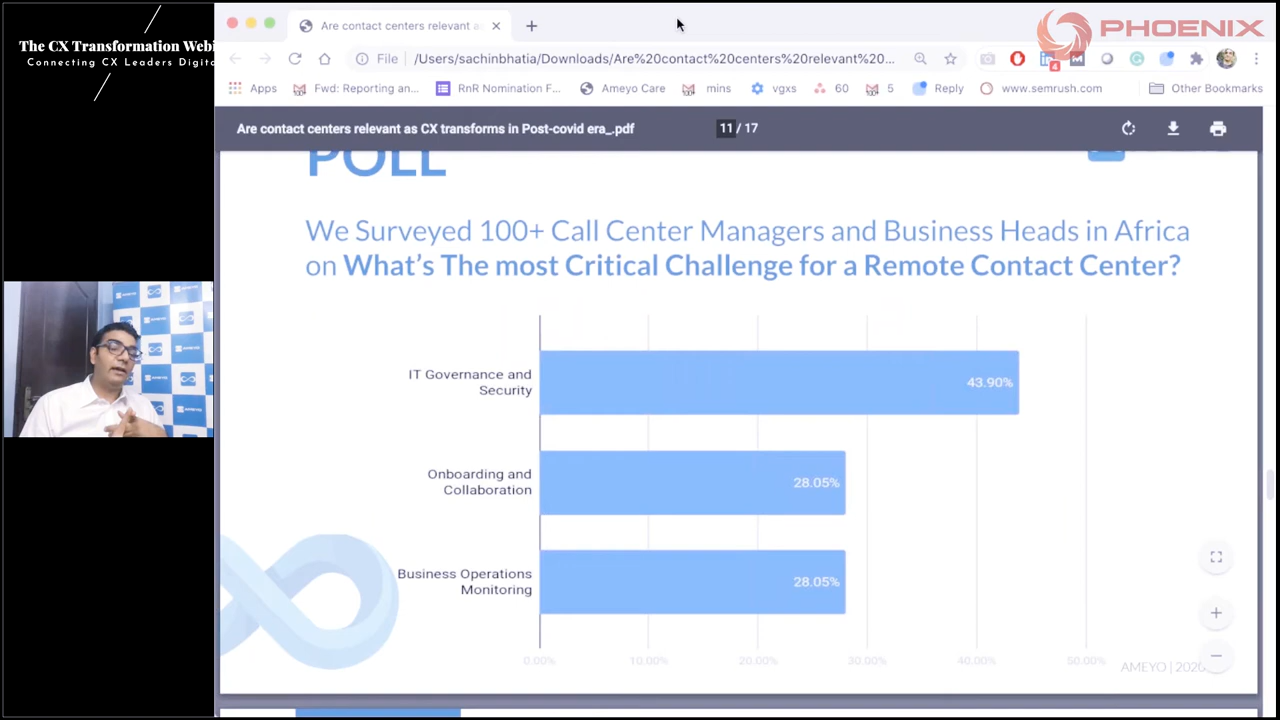 The CX Transformation Webi
Connecting CX Leaders Digita
Are contact centers relevant a
PHOENIX
File
/Users/sachinbhatia/Downloads/Are%20contact%20centers%20relevant%20...
4
Apps
Fwd: Reporting an...
RnR Nomination F...
Ameyo Care
mins
vgxs
60
5
Reply
www.semrush.com
Other Bookmarks
Are contact centers relevant as CX transforms in Post-covid era_.pdf
11 / 17
POLL
We Surveyed 100+ Call Center Managers and Business Heads in Africa
on What's The most Critical Challenge for a Remote Contact Center?
IT Governance and
Security
43.90%
Onboarding and
Collaboration
28.05%
Business Operations
Monitoring
28.05%
0.00%
10.00%
20.00%
30.00%
40.00%
50.00%
AMEYO | 2020